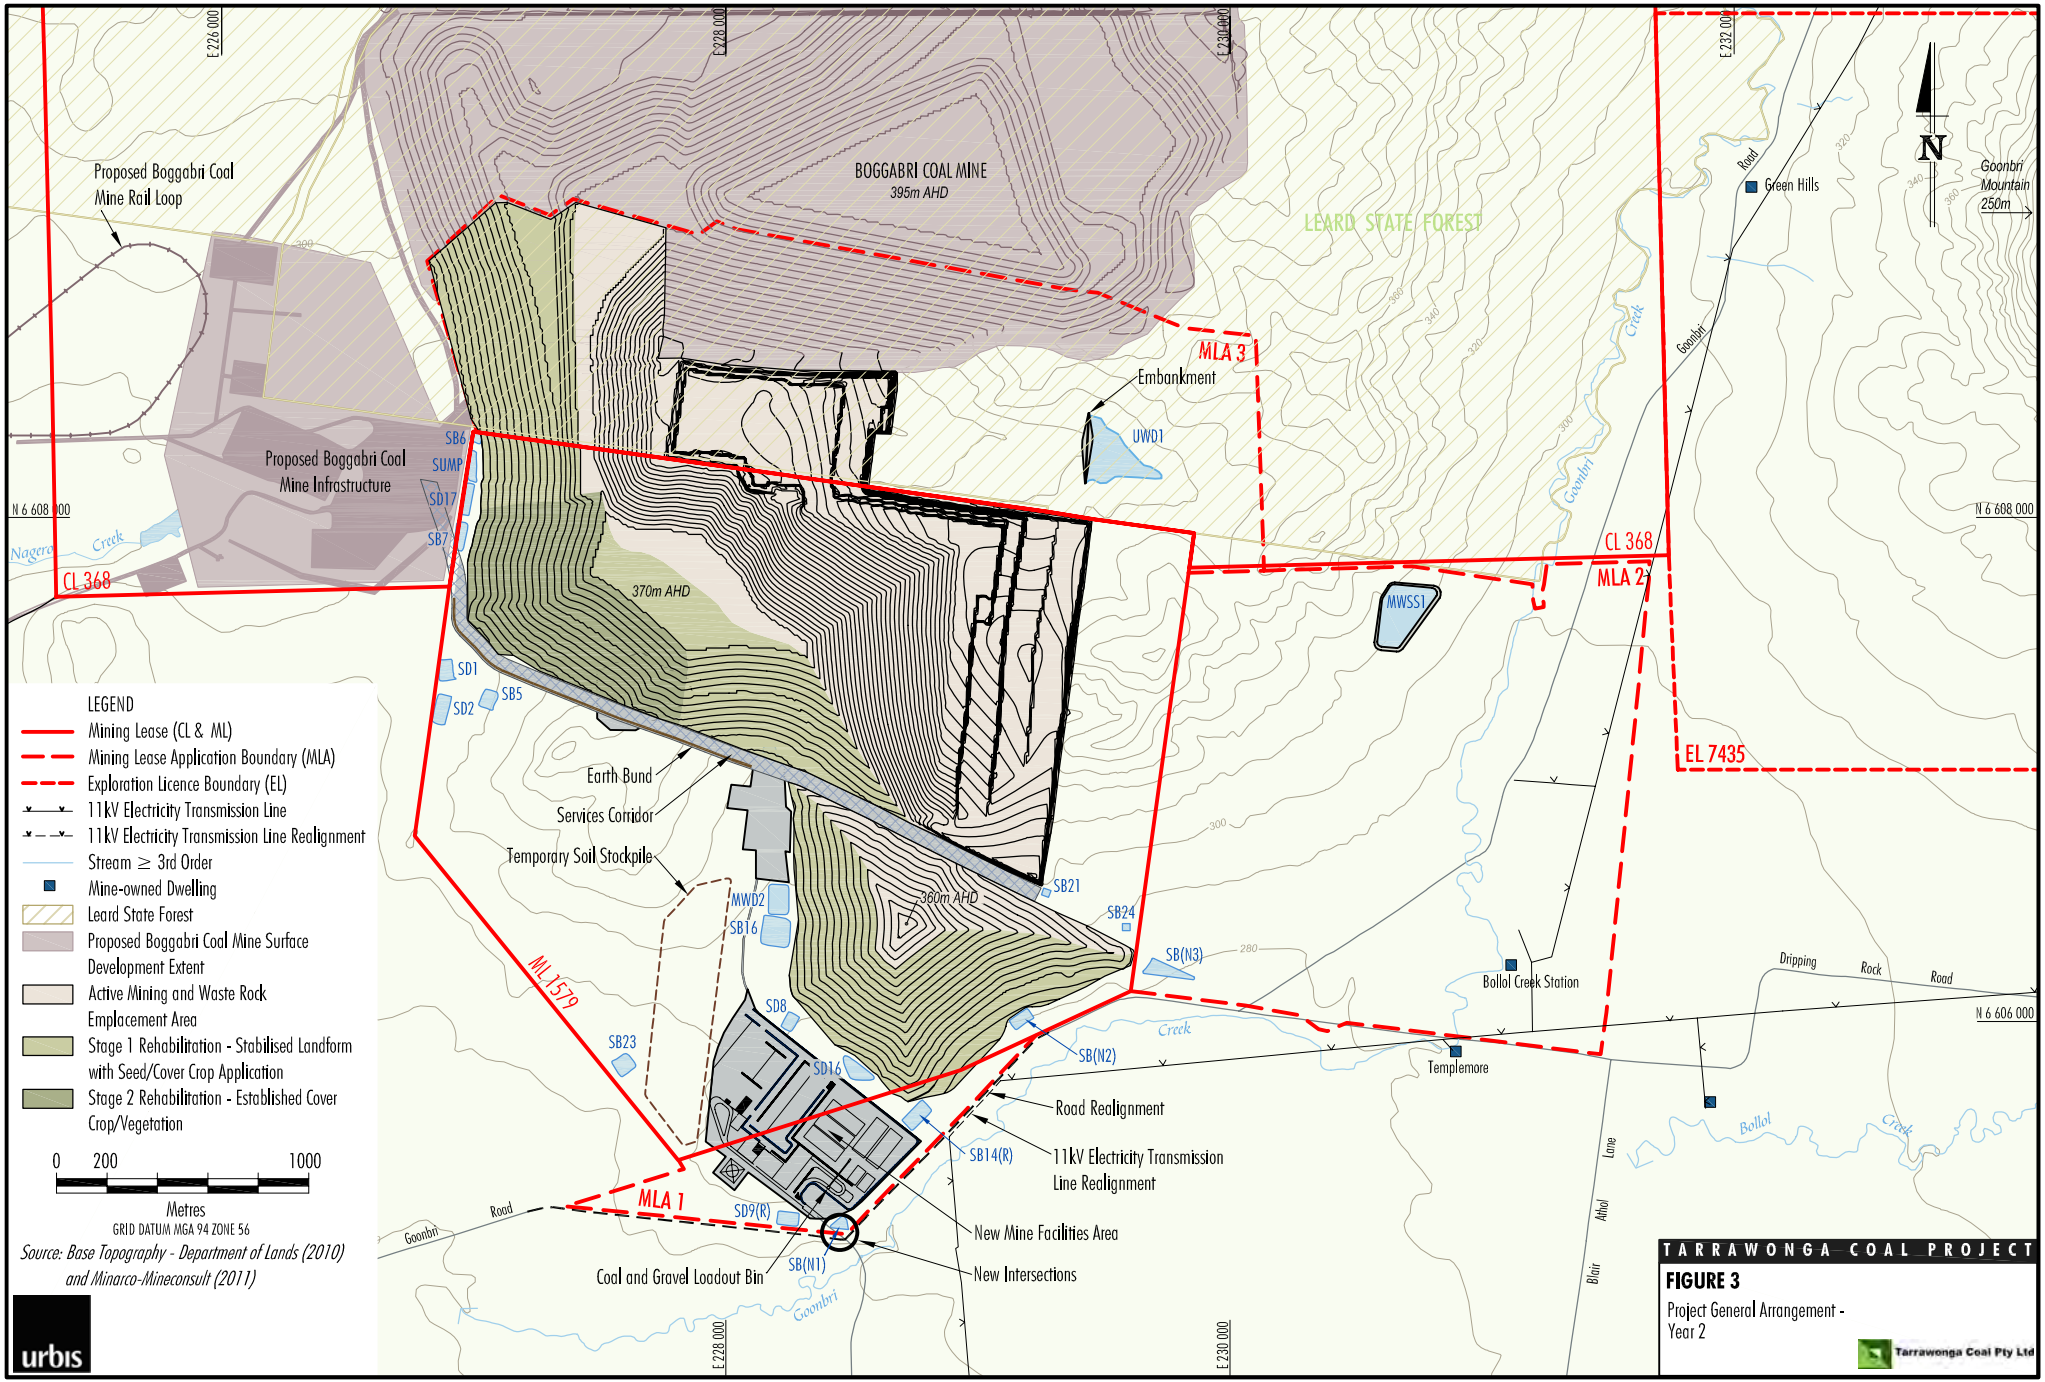 E 226 000
E 228 000
E 230 000
E 232 000
N
Goonbri
Mountain
250m
Proposed Boggabri Coal
Mine Rail Loop
BOGGABRI COAL MINE
395m AHD
LEARD STATE FOREST
Road
Green Hills
340
320
360
300
Goonbri
Creek
360
340
320
300
MLA 3
Embankment
UWD1
Goonbri
SB6
SUMP
SD17
SB7
Proposed Boggabri Coal
Mine Infrastructure
N 6 608 000
N 6 608 000
Nagero Creek
CL 368
CL 368
MLA 2
MWSS1
370m AHD
SD1
SB5
SD2
EL 7435
LEGEND
Mining Lease (CL & ML)
Mining Lease Application Boundary (MLA)
Exploration Licence Boundary (EL)
11kV Electricity Transmission Line
11kV Electricity Transmission Line Realignment
Stream ≥ 3rd Order
Mine-owned Dwelling
Leard State Forest
Proposed Boggabri Coal Mine Surface
Development Extent
Active Mining and Waste Rock
Emplacement Area
Stage 1 Rehabilitation - Stabilised Landform
with Seed/Cover Crop Application
Stage 2 Rehabilitation - Established Cover
Crop/Vegetation
0 200 1000
Metres
GRID DATUM MGA 94 ZONE 56
Source: Base Topography - Department of Lands (2010)
and Minarco-Mineconsult (2011)
urbis
Earth Bund
Services Corridor
Temporary Soil Stockpile
300
360m AHD
SB21
SB24
MWD2
SB16
SB(N3)
280
ML 1579
Bollol Creek Station
Dripping Rock Road
N 6 606 000
SD8
SB23
SD16
Creek
SB(N2)
Templemore
Road Realignment
SB14(R)
11kV Electricity Transmission
Line Realignment
Bollol Creek
Blair Athol Lane
MLA 1
SD9(R)
Goonbri Road
New Mine Facilities Area
SB(N1)
Coal and Gravel Loadout Bin
New Intersections
Goonbri
E 228 000
E 230 000
TARRAWONGA COAL PROJECT
FIGURE 3
Project General Arrangement -
Year 2
Tarrawonga Coal Pty Ltd